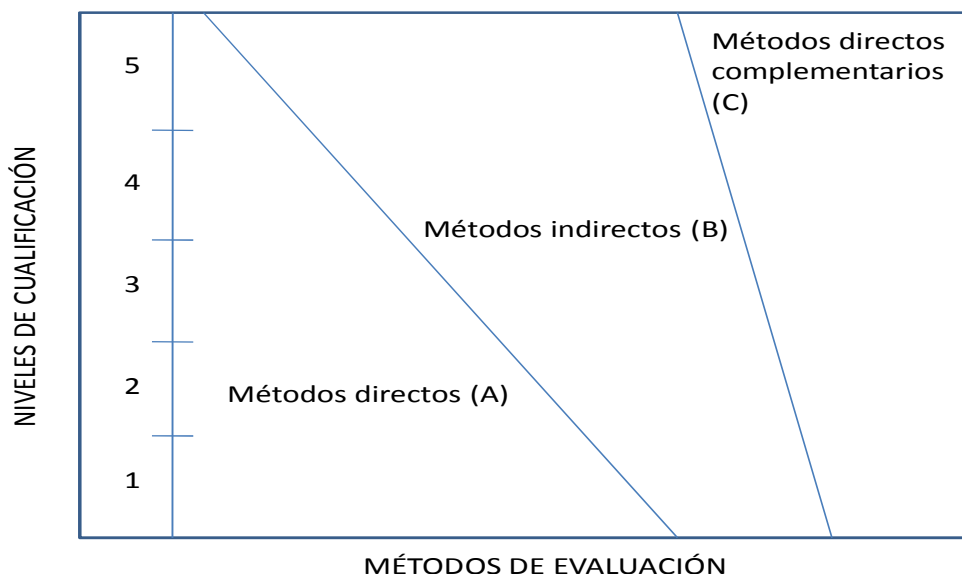 NIVELES DE CUALIFICACIÓN
5
4
3
2
1
Métodos directos
complementarios
(C)
Métodos indirectos (B)
Métodos directos (A)
MÉTODOS DE EVALUACIÓN